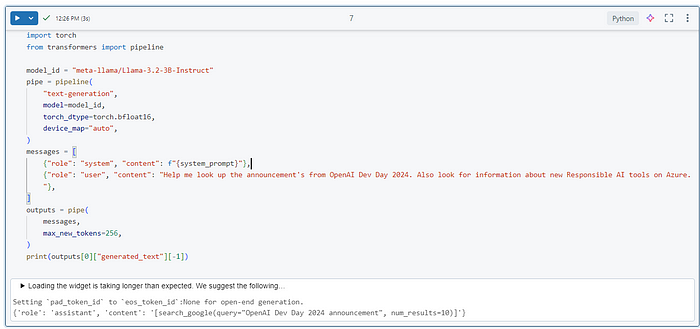 12:26 PM (3s)
7
Python
import torch
from transformers import pipeline
model_id = "meta-llama/Llama-3.2-3B-Instruct"
pipe = pipeline(
"text-generation",
model=model_id,
torch_dtype=torch.bfloat16,
device_map="auto",
)
messages = [
{"role": "system", "content": f"{system_prompt}"},
{"role": "user", "content": "Help me look up the announcement's from OpenAI Dev Day 2024. Also look for information about new Responsible AI tools on Azure.
"},
]
outputs = pipe(
messages,
max_new_tokens=256,
)
print(outputs[0]["generated_text"][-1])
Loading the widget is taking longer than expected. We suggest the following...
Setting `pad_token_id` to `eos_token_id`:None for open-end generation.
{'role': 'assistant', 'content': '[search_google(query="OpenAI Dev Day 2024 announcement", num_results=10)]'}